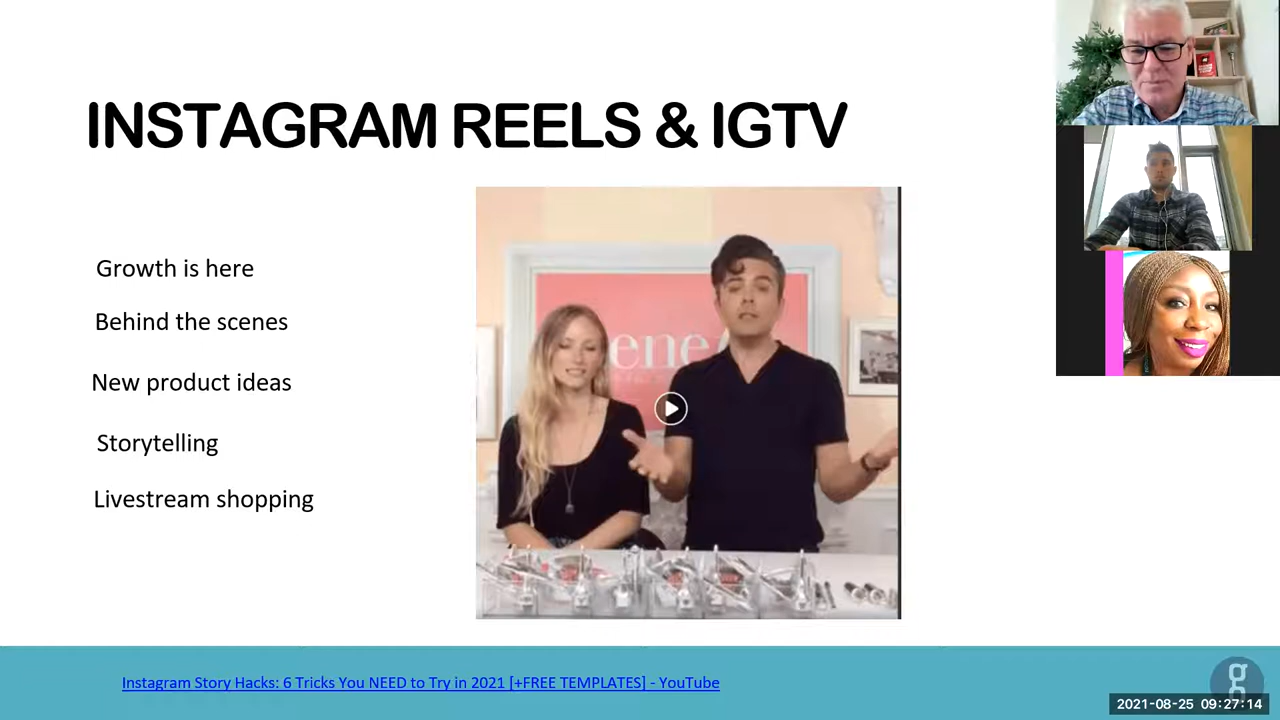 INSTAGRAM REELS & IGTV
Growth is here
Behind the scenes
New product ideas
Storytelling
Livestream shopping
ene
Instagram Story Hacks: 6 Tricks You NEED to Try in 2021 [+FREE TEMPLATES] - YouTube
g
2021-08-25 09:27:14